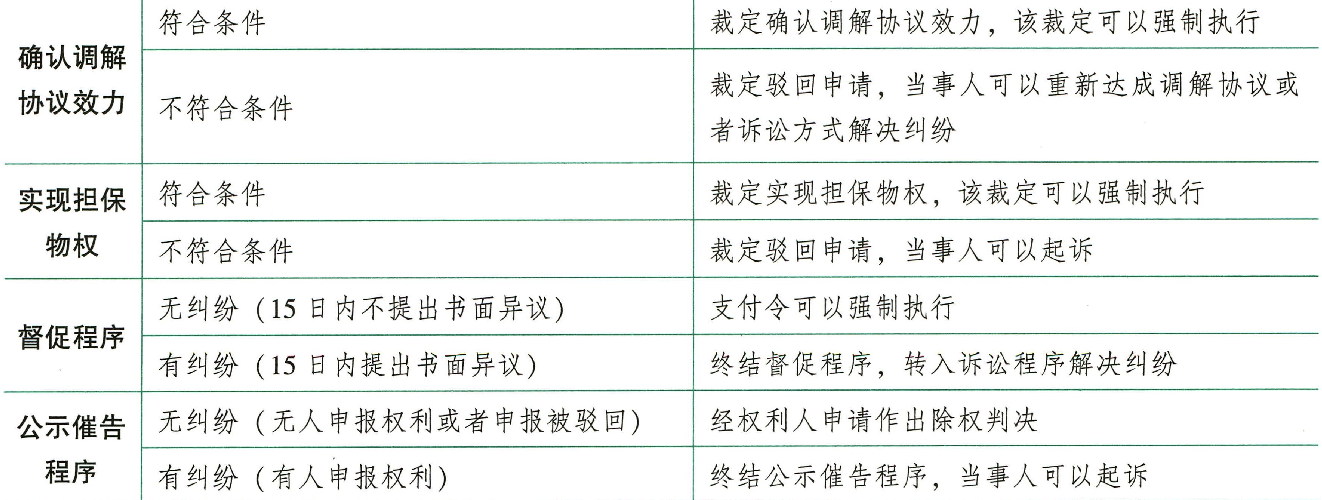 确认调解
协议效力
符合条件
裁定确认调解协议效力，该裁定可以强制执行
不符合条件
裁定驳回申请，当事人可以重新达成调解协议或
者诉讼方式解决纠纷
实现担保
物权
符合条件
裁定实现担保物权，该裁定可以强制执行
不符合条件
裁定驳回申请，当事人可以起诉
督促程序
无纠纷（15 日内不提出书面异议）
支付令可以强制执行
有纠纷（15 日内提出书面异议）
终结督促程序，转入诉讼程序解决纠纷
公示催告
程序
无纠纷（无人申报权利或者申报被驳回）
经权利人申请作出除权判决
有纠纷（有人申报权利）
终结公示催告程序，当事人可以起诉